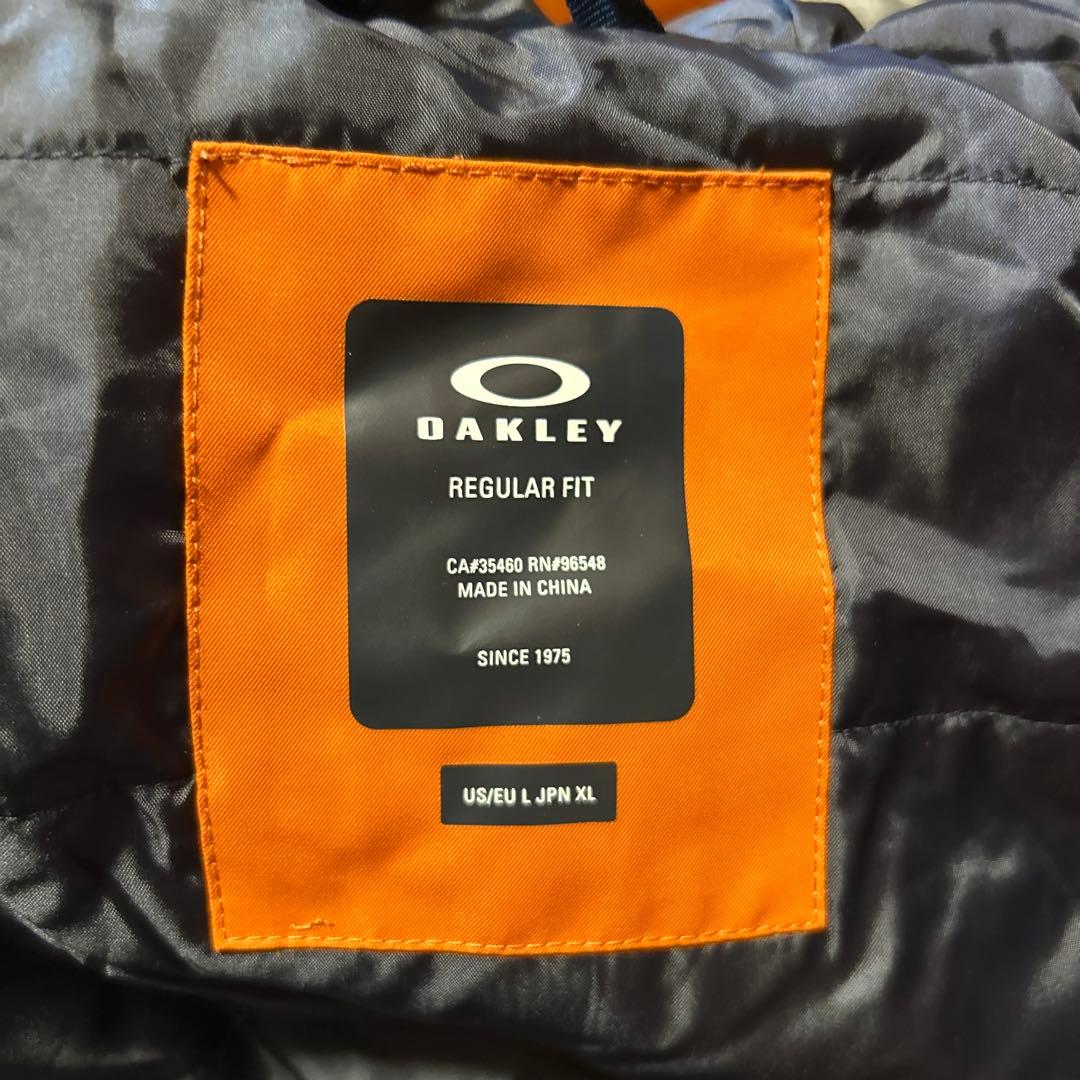 OAKLEY
REGULAR FIT
CA#35460 RN#96548
MADE IN CHINA
SINCE 1975
US/EU L JPN XL